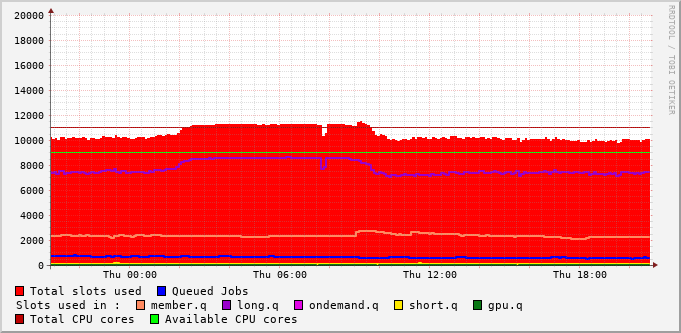 20000
18000
16000
14000
12000
10000
8000
6000
4000
2000
0
Thu 00:00 Thu 06:00 Thu 12:00 Thu 18:00
RRDTOOL / TOBI OETIKER
Total slots used Queued Jobs
Slots used in : member.q long.q ondemand.q short.q gpu.q
Total CPU cores Available CPU cores